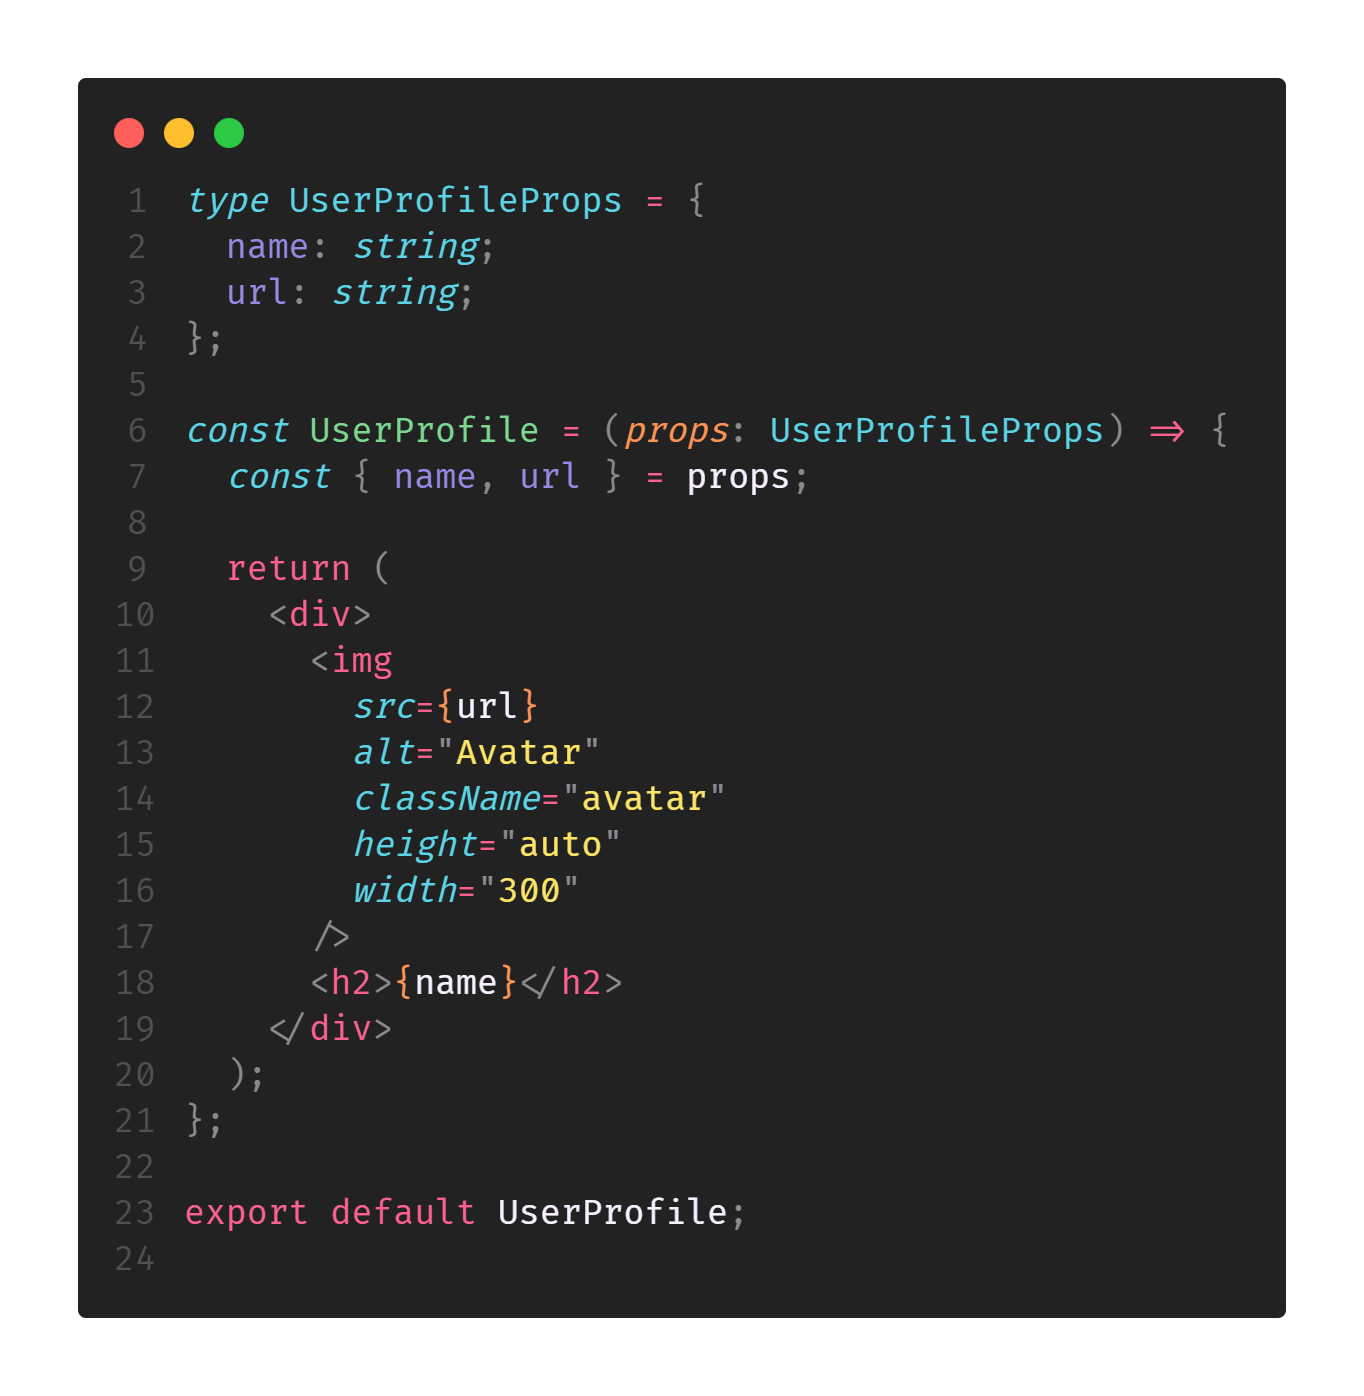 1 type UserProfileProps = {
2   name: string;
3   url: string;
4 };
5
6 const UserProfile = (props: UserProfileProps) => {
7   const { name, url } = props;
8
9   return (
10     <div>
11       <img
12         src={url}
13         alt="Avatar"
14         className="avatar"
15         height="auto"
16         width="300"
17       />
18       <h2>{name}</h2>
19     </div>
20   );
21 };
22
23 export default UserProfile;
24